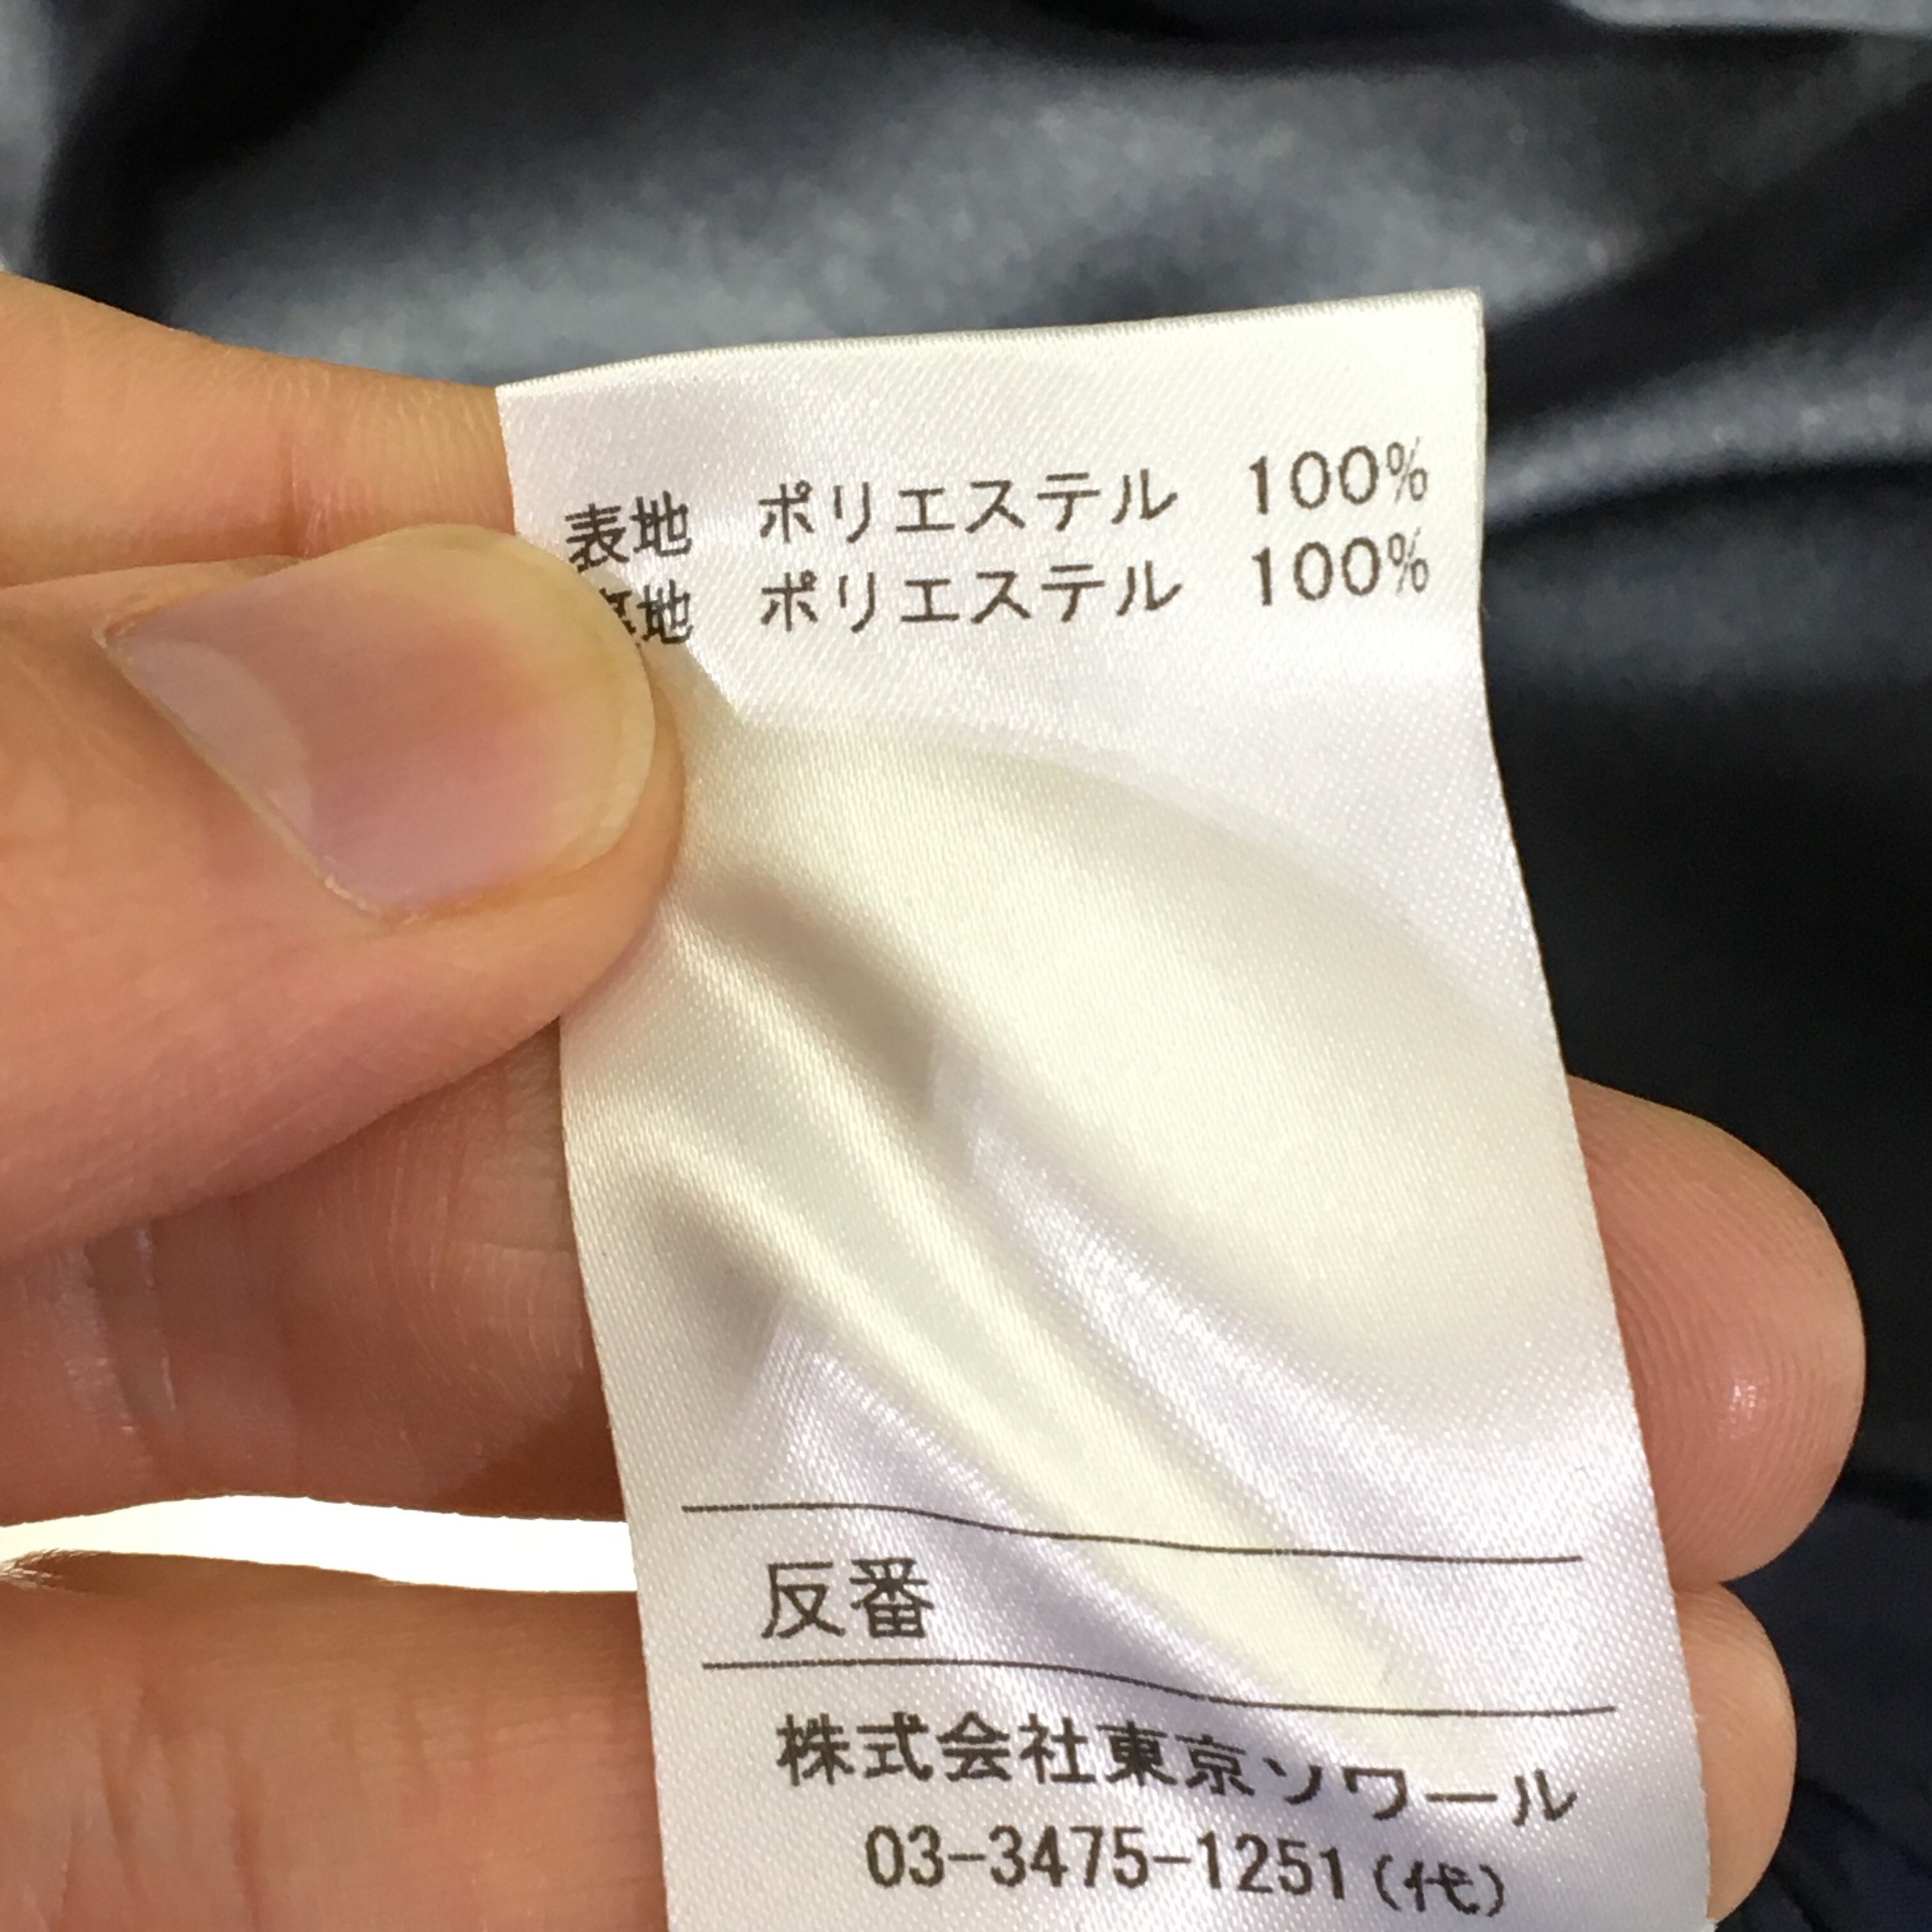 表地 ポリエステル 100%
裏地 ポリエステル 100%
反番
株式会社東京ソワール
03-3475-1251(代)